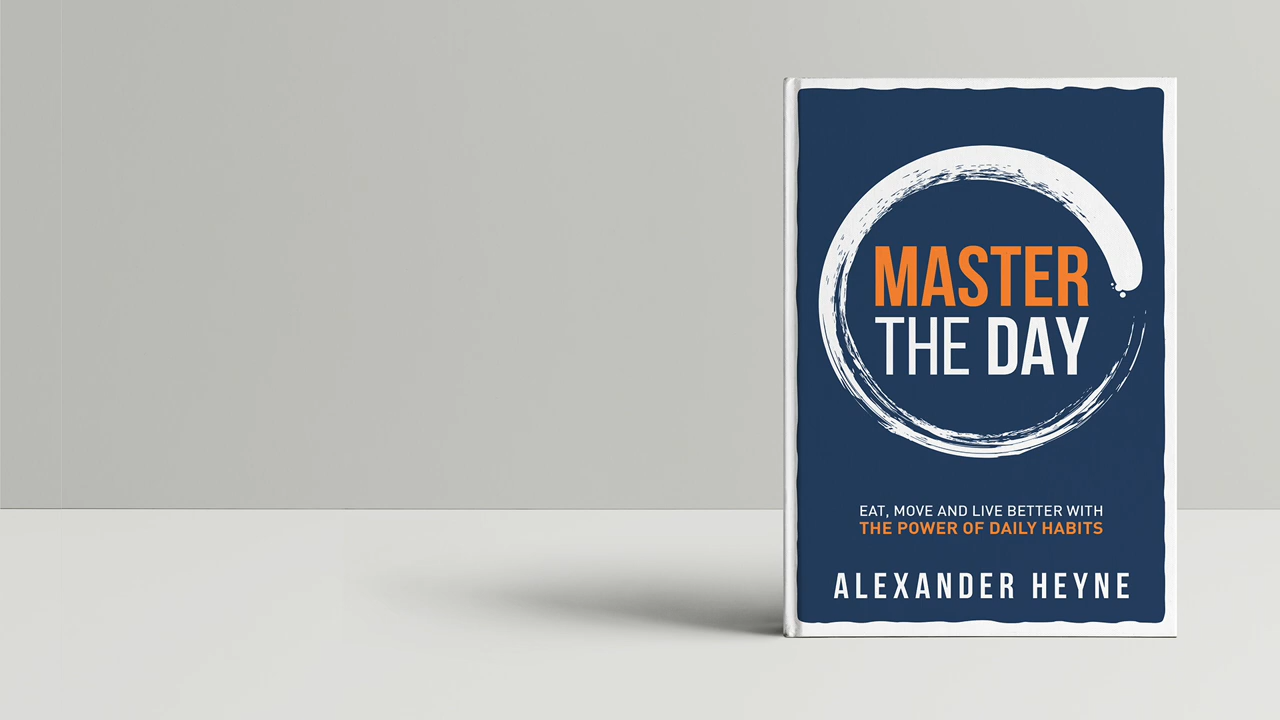 MASTER
THE DAY
EAT, MOVE AND LIVE BETTER WITH
THE POWER OF DAILY HABITS
ALEXANDER HEYNE